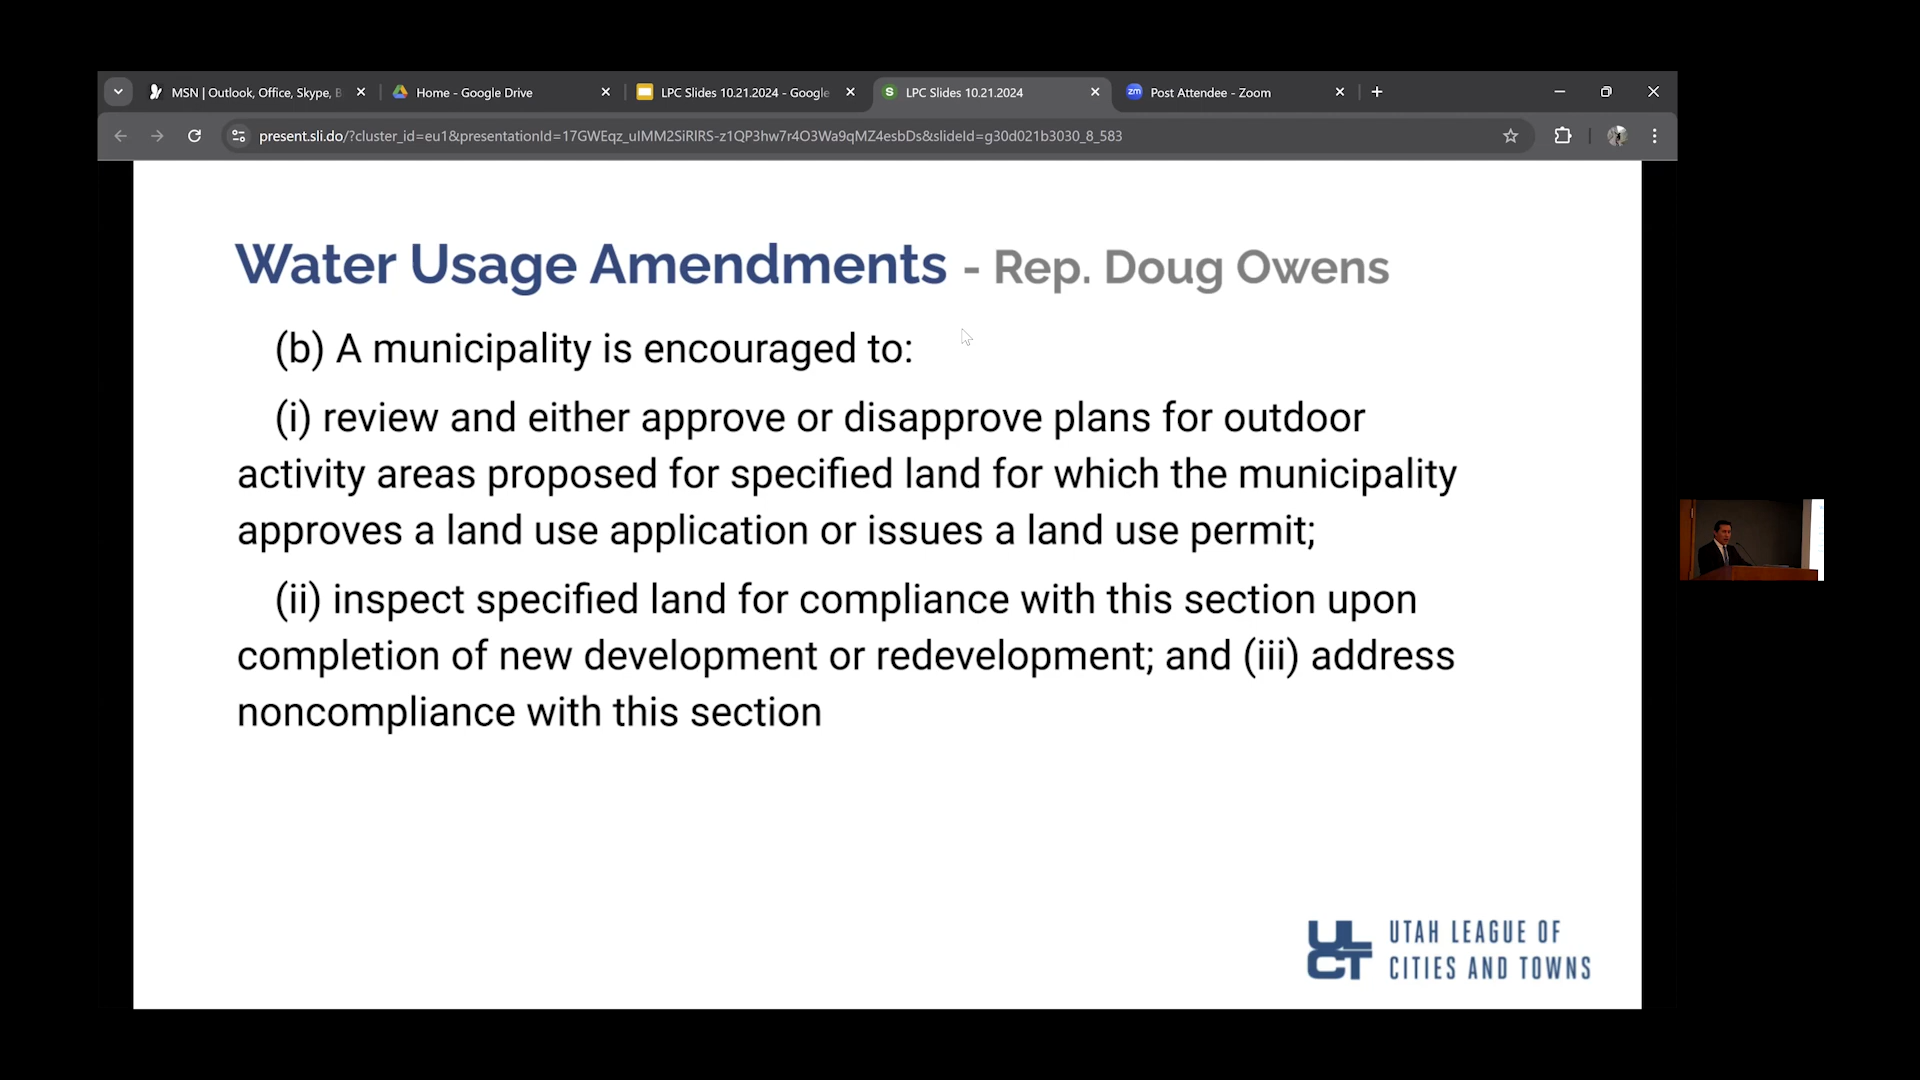 MSN | Outlook, Office, Skype, B
Home - Google Drive
LPC Slides 10.21.2024 - Google
LPC Slides 10.21.2024
zm
Post Attendee - Zoom
present.sli.do/?cluster_id=eu1&presentationId=17GWEqz_uIMM2SiRlRS-z1QP3hw7r4O3Wa9qMZ4esbDs&slideId=g30d021b3030_8_583
Water Usage Amendments - Rep. Doug Owens
(b) A municipality is encouraged to:
(i) review and either approve or disapprove plans for outdoor
activity areas proposed for specified land for which the municipality
approves a land use application or issues a land use permit;
(ii) inspect specified land for compliance with this section upon
completion of new development or redevelopment; and (iii) address
noncompliance with this section
ULCT
UTAH LEAGUE OF
CITIES AND TOWNS